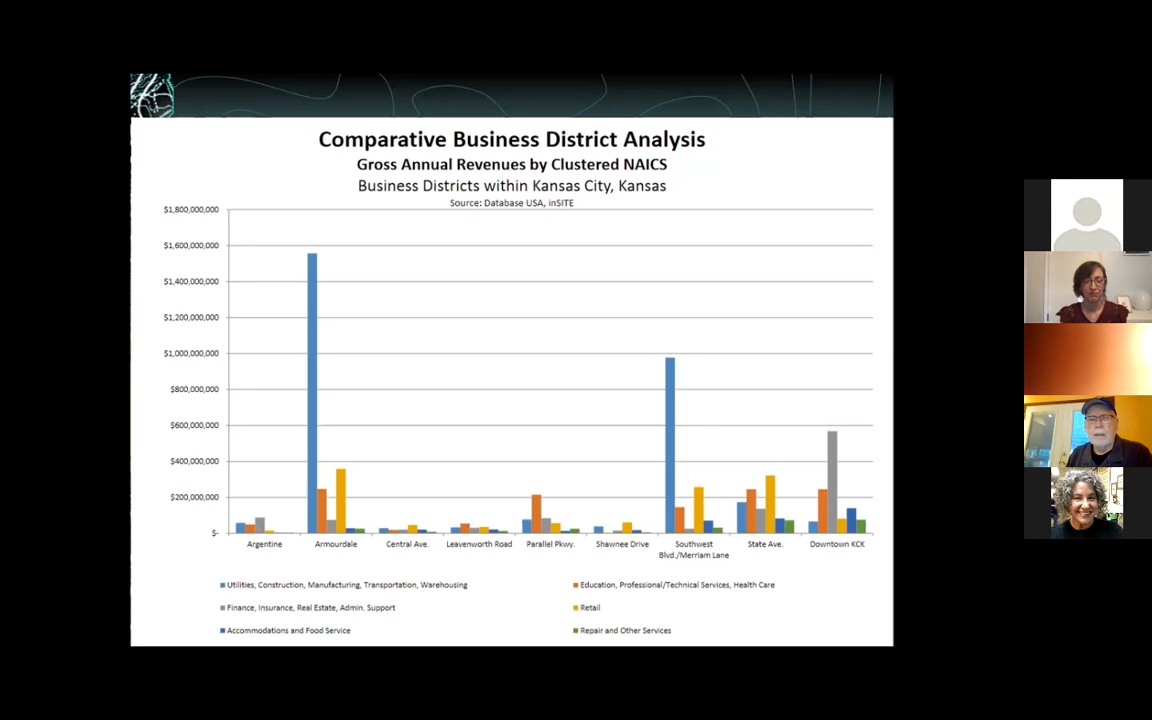 Comparative Business District Analysis
Gross Annual Revenues by Clustered NAICS
Business Districts within Kansas City, Kansas
Source: Database USA, inSITE
$1,800,000,000
$1,600,000,000
$1,400,000,000
$1,200,000,000
$1,000,000,000
$800,000,000
$600,000,000
$400,000,000
$200,000,000
$-
Argentine Armourdale Central Ave. Leavenworth Road Parallel Pkwy. Shawnee Drive Southwest Blvd./Merriam Lane State Ave. Downtown KCK
Utilities, Construction, Manufacturing, Transportation, Warehousing
Education, Professional/Technical Services, Health Care
Finance, Insurance, Real Estate, Admin. Support
Retail
Accommodations and Food Service
Repair and Other Services